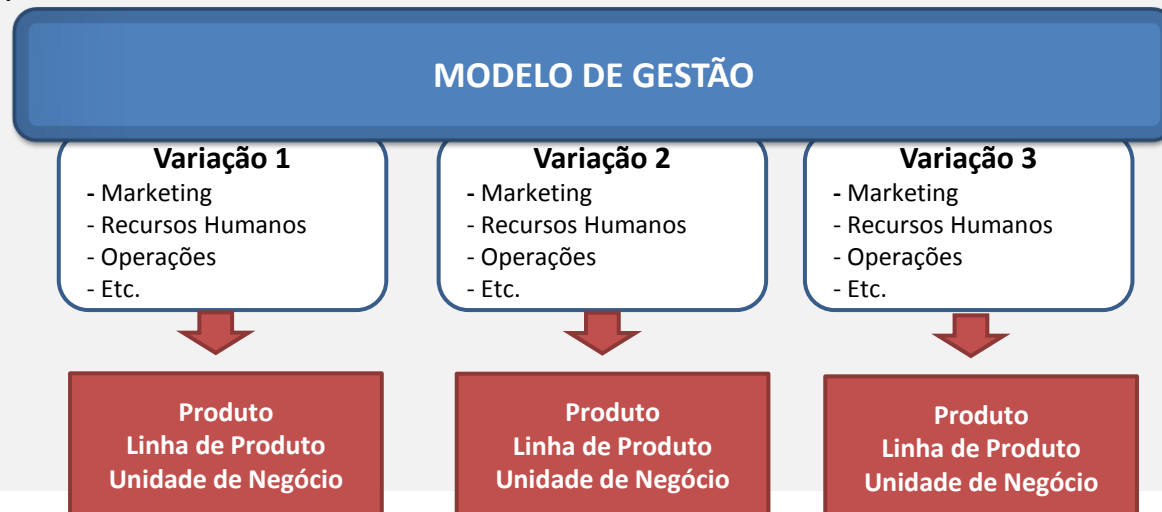 MODELO DE GESTÃO
Variação 1
- Marketing
- Recursos Humanos
- Operações
- Etc.
Variação 2
- Marketing
- Recursos Humanos
- Operações
- Etc.
Variação 3
- Marketing
- Recursos Humanos
- Operações
- Etc.
Produto
Linha de Produto
Unidade de Negócio
Produto
Linha de Produto
Unidade de Negócio
Produto
Linha de Produto
Unidade de Negócio